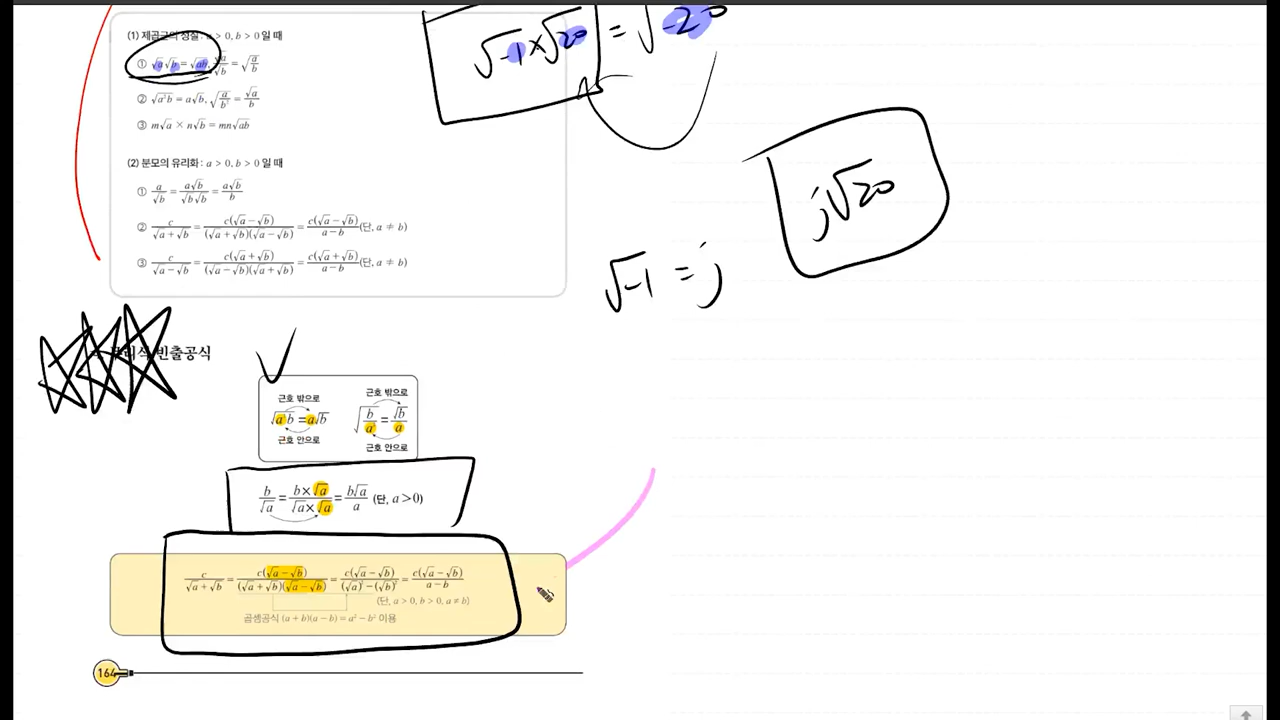 √-1 × √20 = √-20
(1) 제곱근의 성질 : a > 0, b > 0 일 때
① √a√b = √ab, √a/√b = √(a/b)
② √(a²b) = a√b, √(a/b²) = √a/b
③ m√a × n√b = mn√ab
(2) 분모의 유리화 : a > 0, b > 0 일 때
① a/√b = a√b/(√b√b) = a√b/b
② c/(√a+√b) = c(√a−√b)/((√a+√b)(√a−√b)) = c(√a−√b)/(a−b) (단, a ≠ b)
③ c/(√a−√b) = c(√a+√b)/((√a−√b)(√a+√b)) = c(√a+√b)/(a−b) (단, a ≠ b)
j√20
√-1 = j
빈출공식
근호 밖으로 근호 밖으로
√(a²b) = a√b √(b/a²) = √b/a
근호 안으로 근호 안으로
b/√a = (b×√a)/(√a×√a) = b√a/a (단, a>0)
c/(√a+√b) = c(√a−√b)/((√a+√b)(√a−√b)) = c(√a−√b)/((√a)²−(√b)²) = c(√a−√b)/(a−b)
(단, a>0, b>0, a≠b)
곱셈공식 (a+b)(a−b) = a²−b² 이용
164